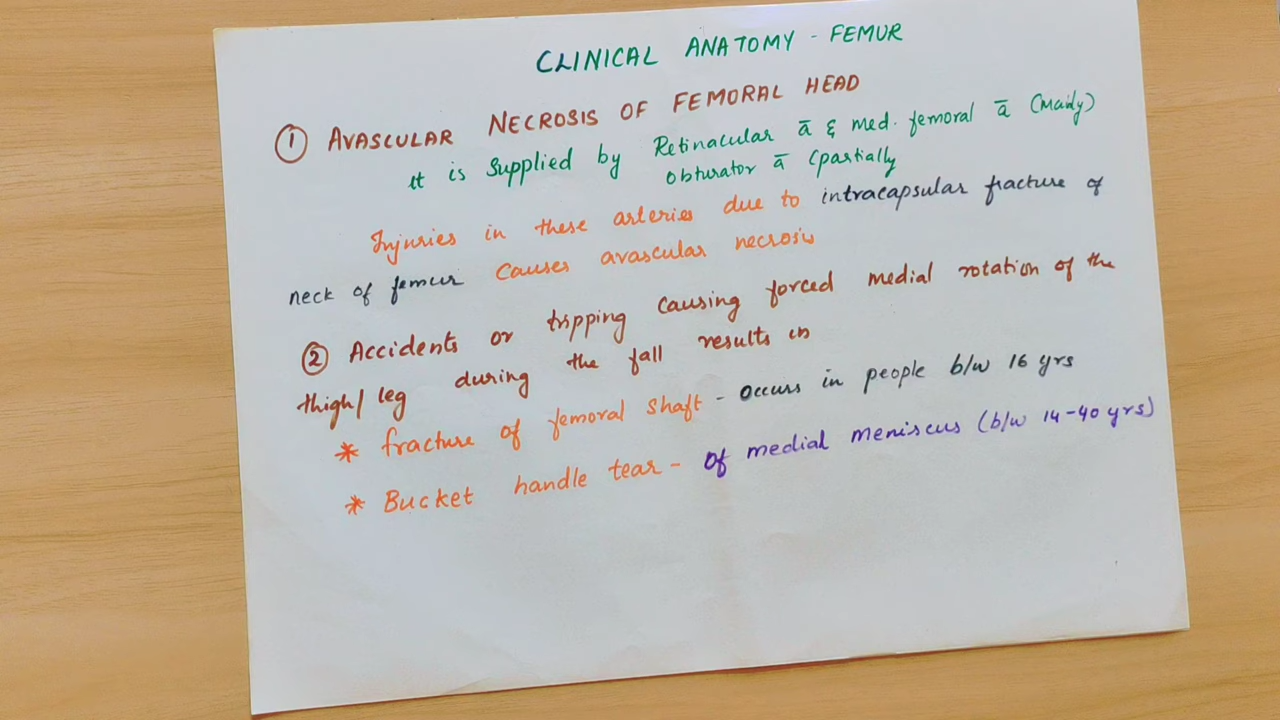 CLINICAL ANATOMY - FEMUR
① AVASCULAR NECROSIS OF FEMORAL HEAD
It is supplied by Retinacular ā & med. femoral ā (Mainly)
obturator ā (partially
Injuries in these arteries due to intracapsular fracture of
neck of femur causes avascular necrosis
② Accidents or tripping causing forced medial rotation of the
thigh/leg during the fall results in
* fracture of femoral shaft - occurs in people b/w 16 yrs
* Bucket handle tear - of medial meniscus (b/w 14-40 yrs)